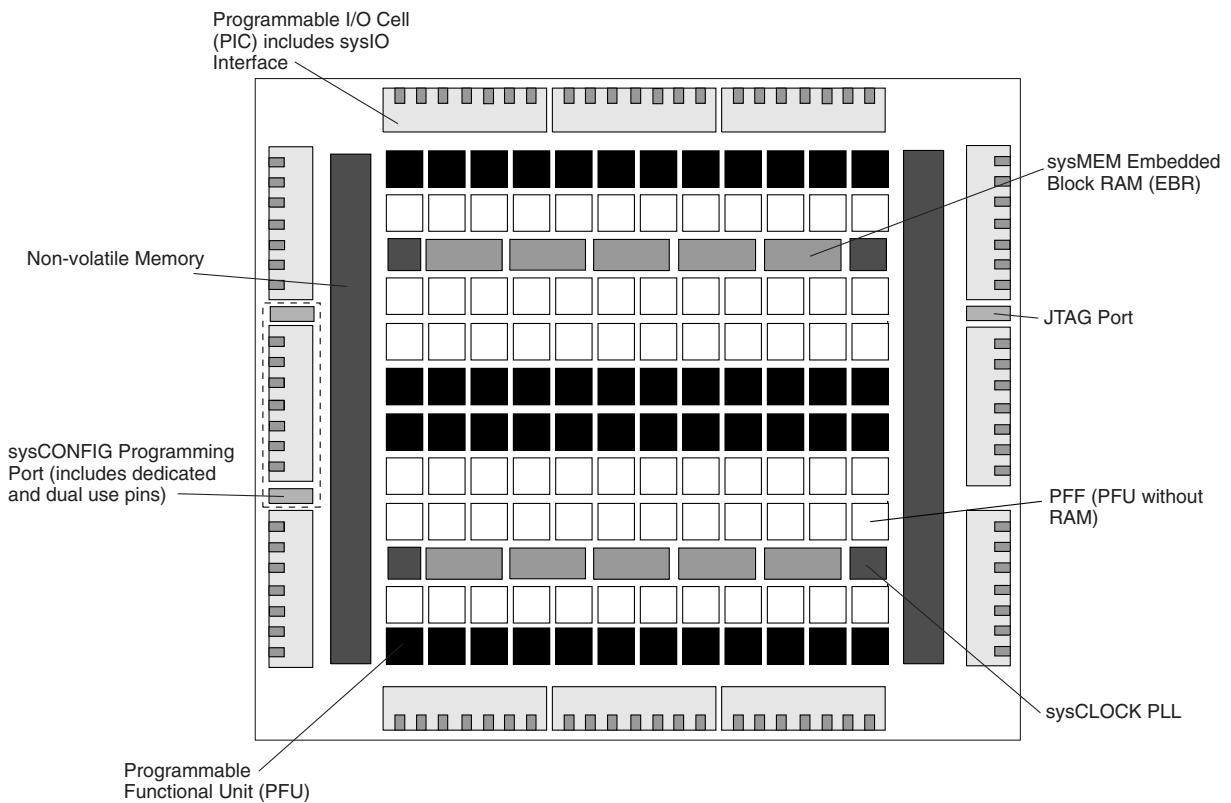 Programmable I/O Cell
(PIC) includes sysIO
Interface
sysMEM Embedded
Block RAM (EBR)
Non-volatile Memory
JTAG Port
sysCONFIG Programming
Port (includes dedicated
and dual use pins)
PFF (PFU without
RAM)
sysCLOCK PLL
Programmable
Functional Unit (PFU)